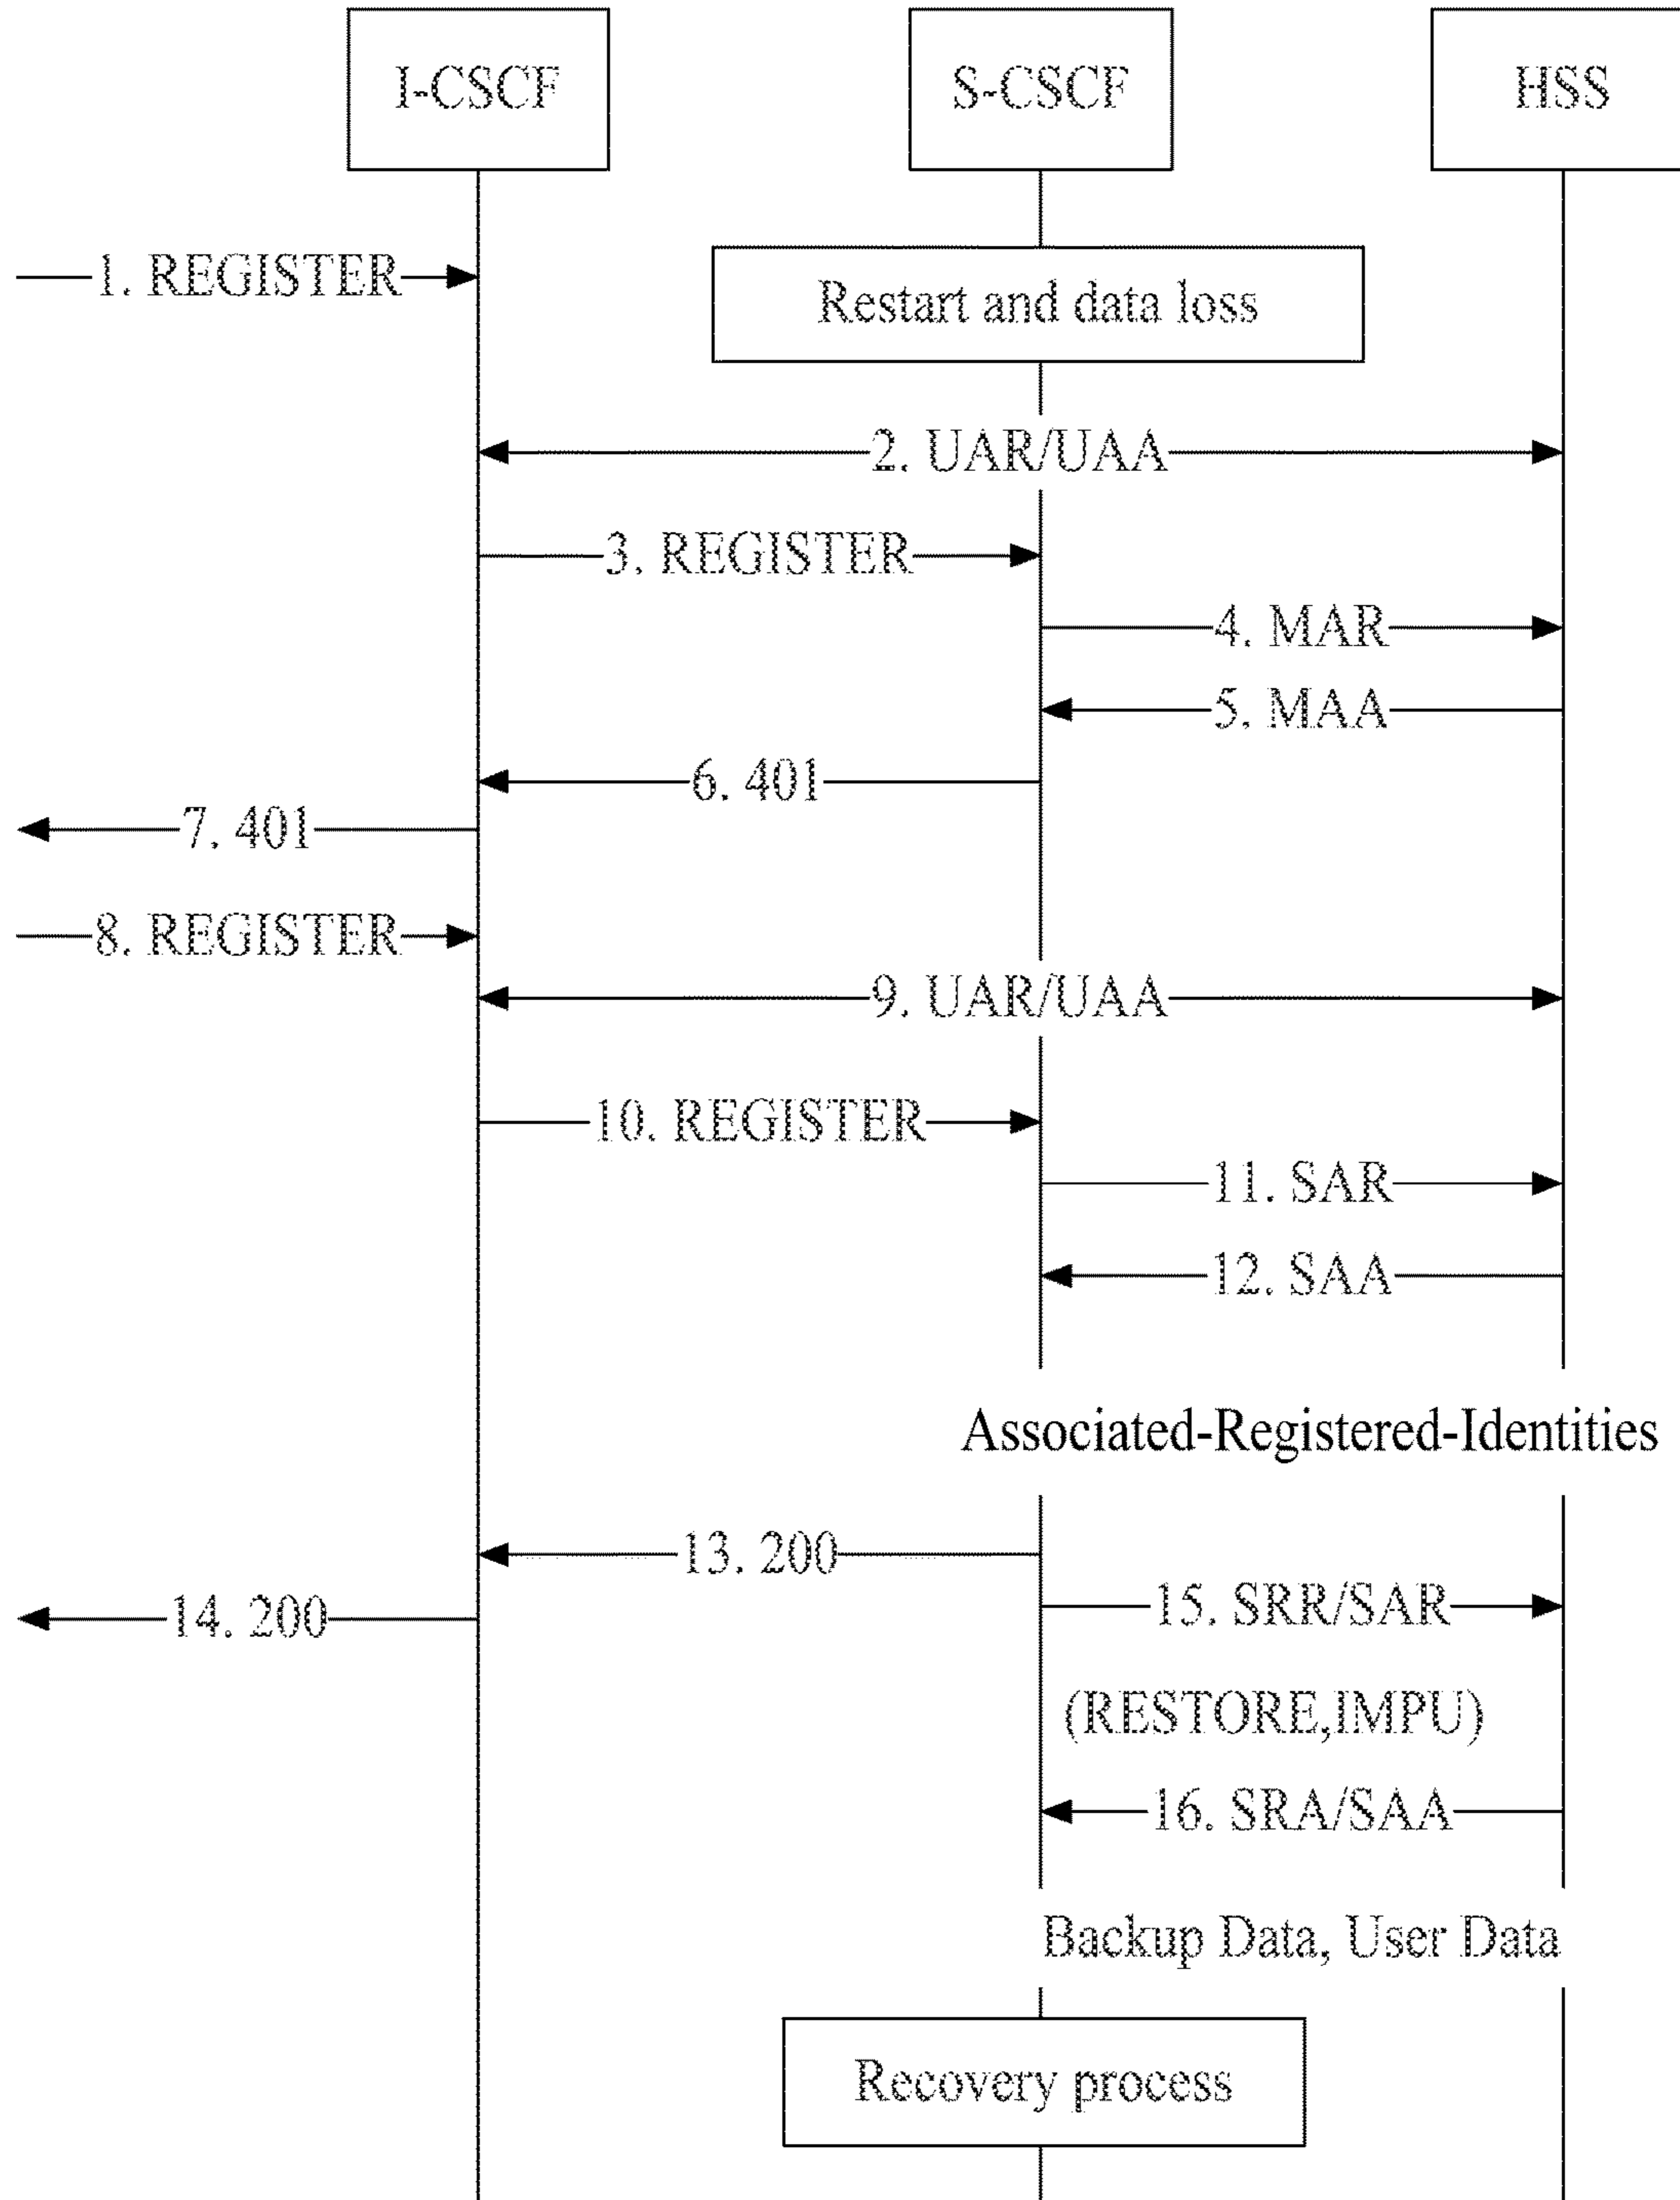 I-CSCF
S-CSCF
HSS
1. REGISTER
Restart and data loss
2. UAR/UAA
3. REGISTER
4. MAR
5. MAA
6. 401
7. 401
8. REGISTER
9. UAR/UAA
10. REGISTER
11. SAR
12. SAA
Associated-Registered-Identities
13. 200
14. 200
15. SRR/SAR
(RESTORE,IMPU)
16. SRA/SAA
Backup Data, User Data
Recovery process